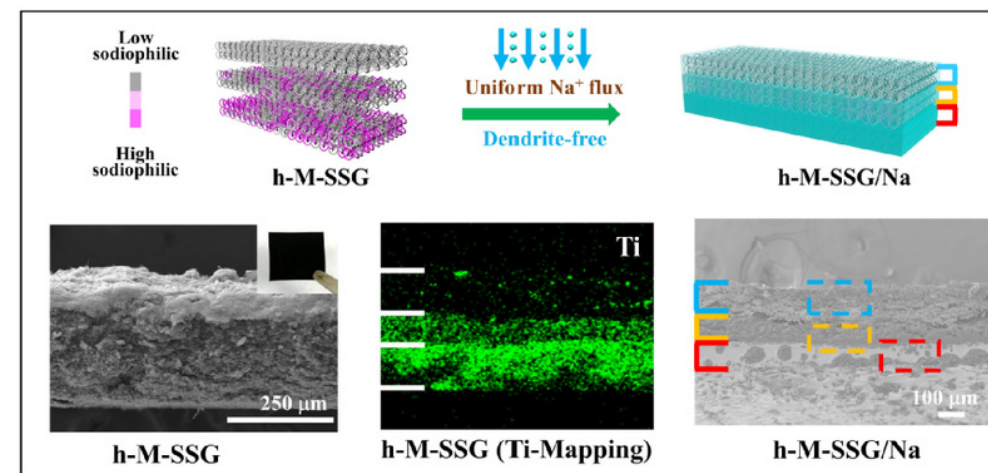 Low
sodiophilic
High
sodiophilic
h-M-SSG
Uniform Na⁺ flux
Dendrite-free
h-M-SSG/Na
250 μm
h-M-SSG
Ti
h-M-SSG (Ti-Mapping)
100 μm
h-M-SSG/Na